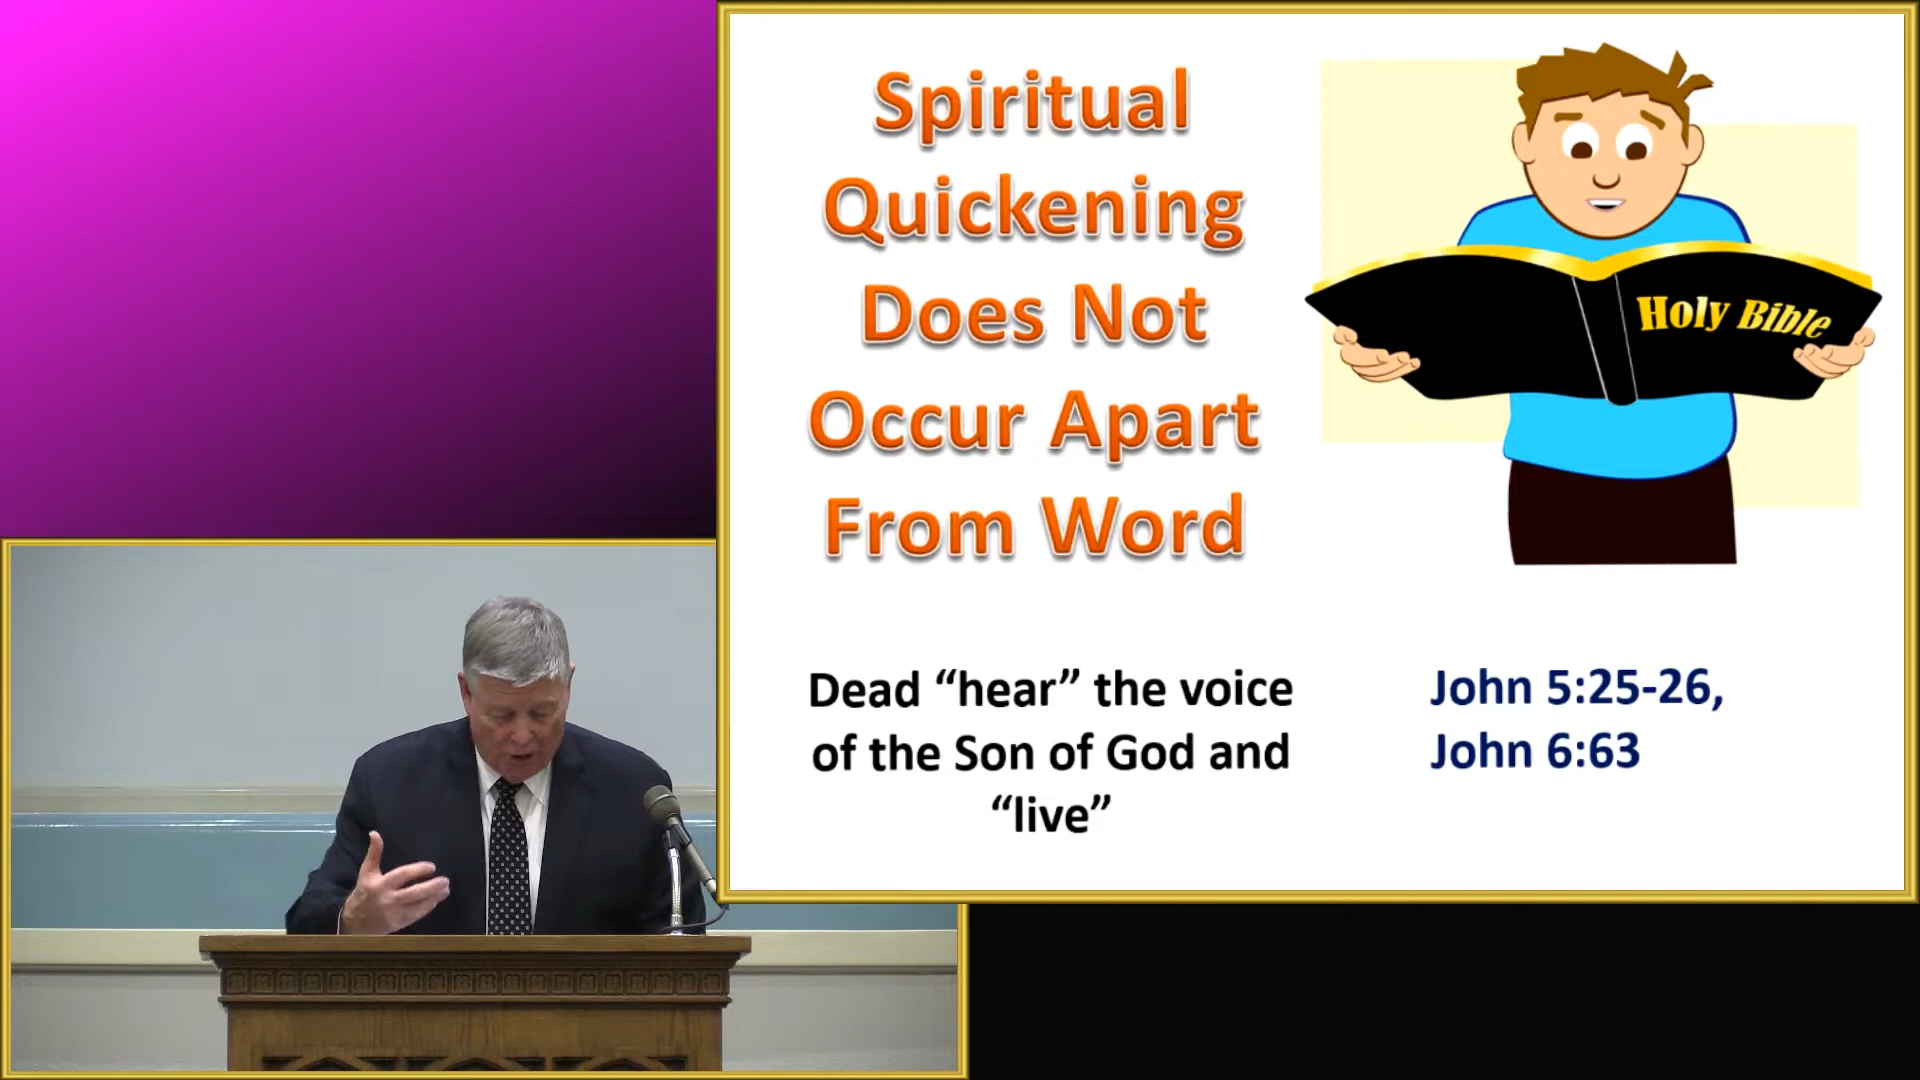 Spiritual
Quickening
Does Not
Occur Apart
From Word
Holy Bible
Dead “hear” the voice
of the Son of God and
“live”
John 5:25-26,
John 6:63